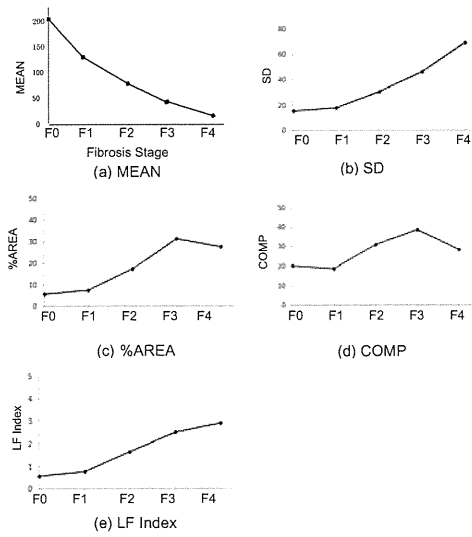 MEAN
200
150
100
50
0
F0 F1 F2 F3 F4
Fibrosis Stage
(a) MEAN
SD
80
60
40
20
0
F0 F1 F2 F3 F4
(b) SD
%AREA
50
40
30
20
10
0
F0 F1 F2 F3 F4
(c) %AREA
COMP
50
40
30
20
10
0
F0 F1 F2 F3 F4
(d) COMP
LF Index
5
4
3
2
1
0
F0 F1 F2 F3 F4
(e) LF Index